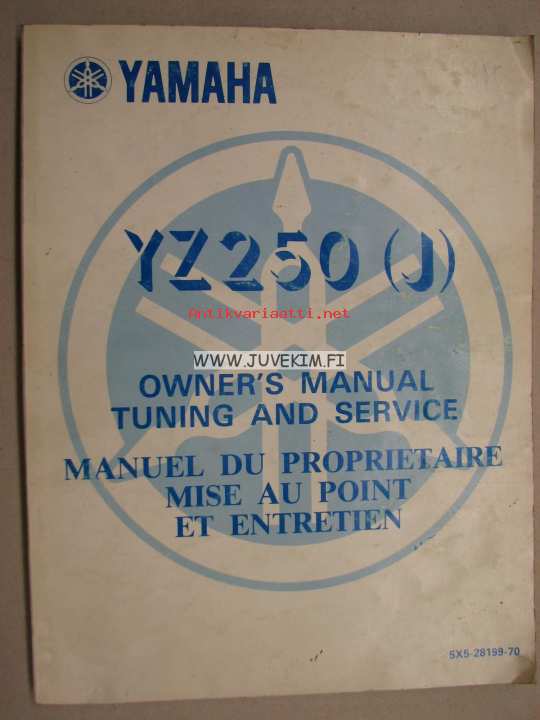 YAMAHA
YZ250 (J)
Antikvariaatti.net
WWW.JUVEKIM.FI
OWNER'S MANUAL
TUNING AND SERVICE
MANUEL DU PROPRIETAIRE
MISE AU POINT
ET ENTRETIEN
5X5-28199-70